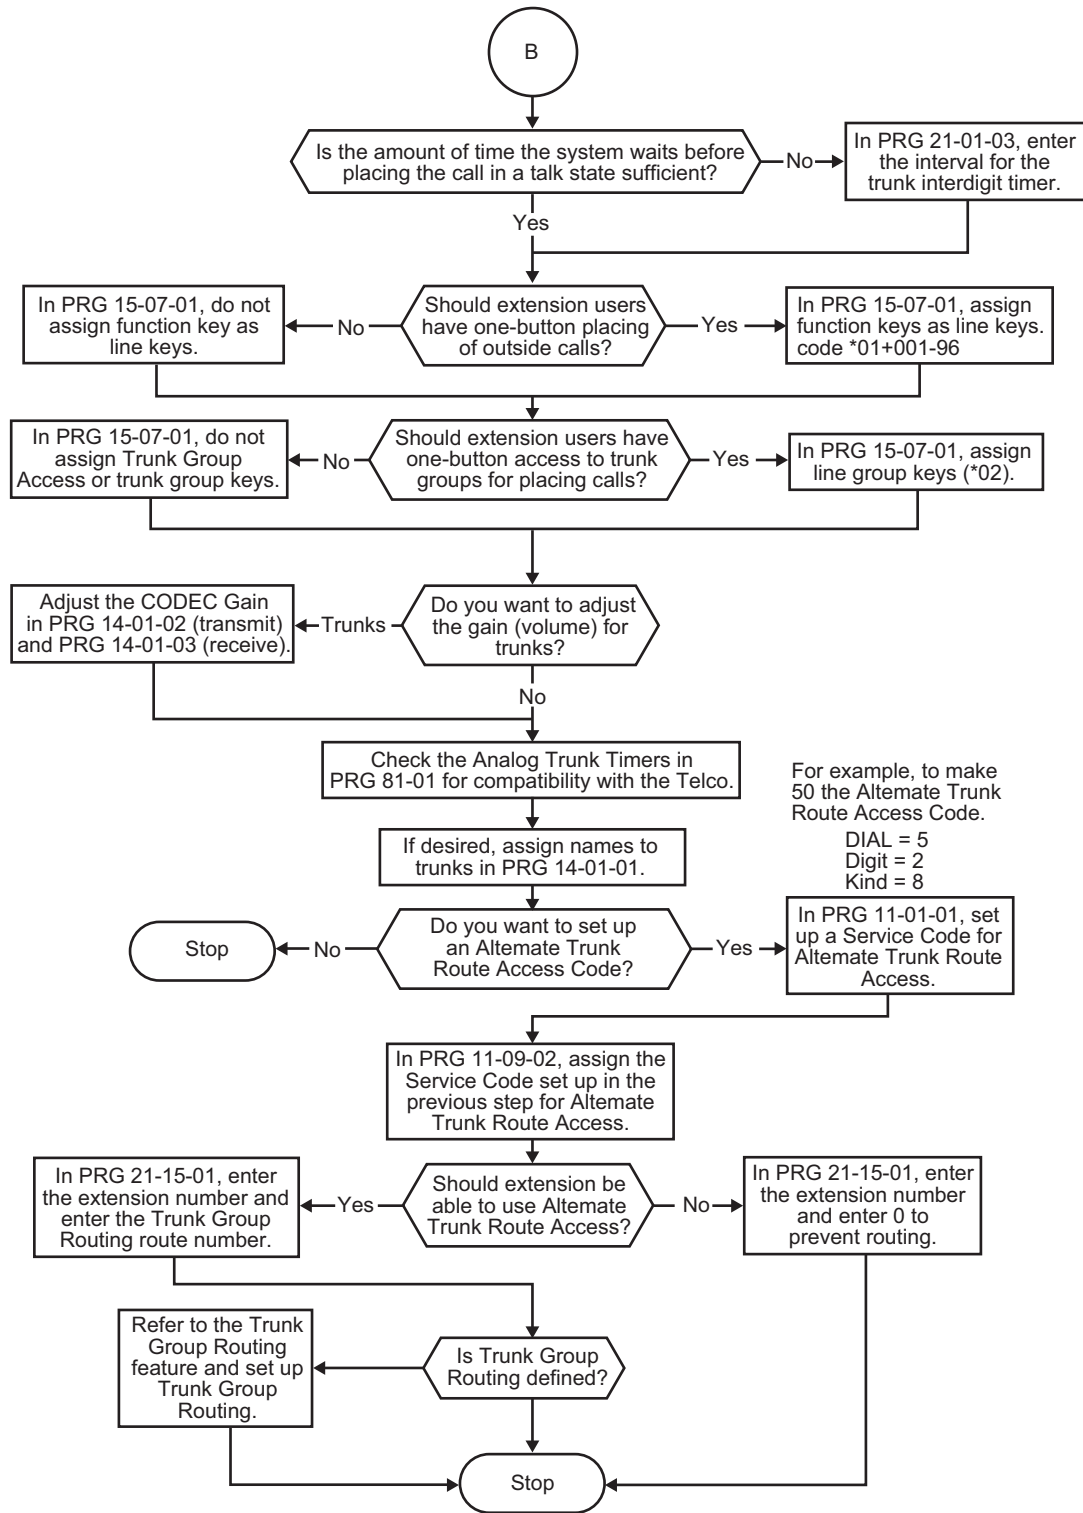 B
Is the amount of time the system waits before
placing the call in a talk state sufficient?
No
In PRG 21-01-03, enter
the interval for the
trunk interdigit timer.
Yes
In PRG 15-07-01, do not
assign function key as
line keys.
No
Should extension users
have one-button placing
of outside calls?
Yes
In PRG 15-07-01, assign
function keys as line keys.
code *01+001-96
In PRG 15-07-01, do not
assign Trunk Group
Access or trunk group keys.
No
Should extension users have
one-button access to trunk
groups for placing calls?
Yes
In PRG 15-07-01, assign
line group keys (*02).
Adjust the CODEC Gain
in PRG 14-01-02 (transmit)
and PRG 14-01-03 (receive).
Trunks
Do you want to adjust
the gain (volume) for
trunks?
No
Check the Analog Trunk Timers in
PRG 81-01 for compatibility with the Telco.
For example, to make
50 the Altemate Trunk
Route Access Code.
DIAL = 5
Digit = 2
Kind = 8
If desired, assign names to
trunks in PRG 14-01-01.
Stop
No
Do you want to set up
an Altemate Trunk
Route Access Code?
Yes
In PRG 11-01-01, set
up a Service Code for
Altemate Trunk Route
Access.
In PRG 11-09-02, assign the
Service Code set up in the
previous step for Altemate
Trunk Route Access.
In PRG 21-15-01, enter
the extension number and
enter the Trunk Group
Routing route number.
Yes
Should extension be
able to use Altemate
Trunk Route Access?
No
In PRG 21-15-01, enter
the extension number
and enter 0 to
prevent routing.
Refer to the Trunk
Group Routing
feature and set up
Trunk Group
Routing.
Is Trunk Group
Routing defined?
Stop